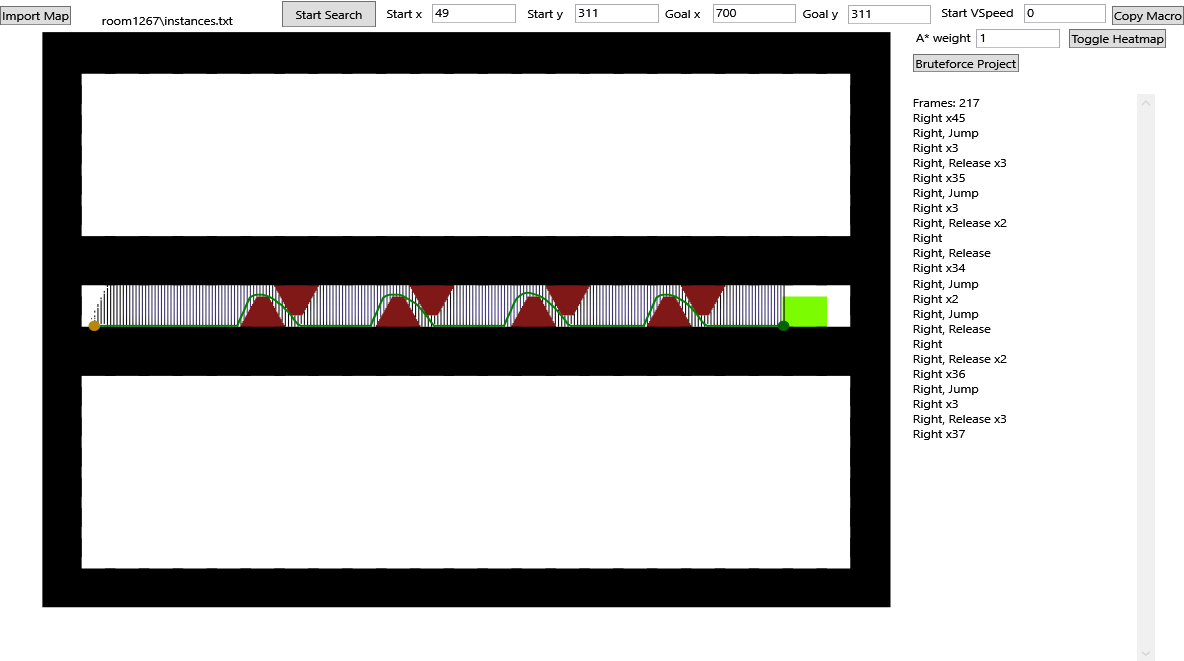 Import Map room1267\instances.txt Start Search Start x 49 Start y 311 Goal x 700 Goal y 311 Start VSpeed 0 Copy Macro
A* weight 1 Toggle Heatmap
Bruteforce Project
Frames: 217
Right x45
Right, Jump
Right x3
Right, Release x3
Right x35
Right, Jump
Right x3
Right, Release x2
Right
Right, Release
Right x34
Right, Jump
Right x2
Right, Jump
Right, Release
Right
Right, Release x2
Right x36
Right, Jump
Right x3
Right, Release x3
Right x37